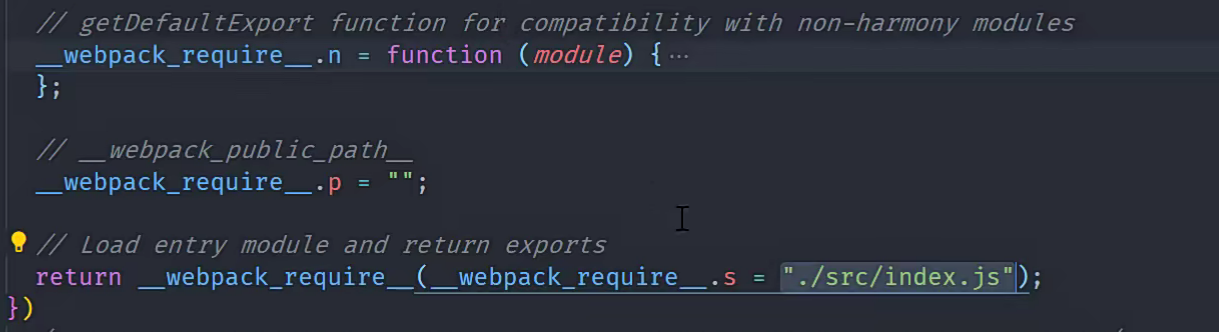 // getDefaultExport function for compatibility with non-harmony modules
__webpack_require__.n = function (module) {…
};
// __webpack_public_path__
__webpack_require__.p = "";
// Load entry module and return exports
return __webpack_require__(__webpack_require__.s = "./src/index.js");
})